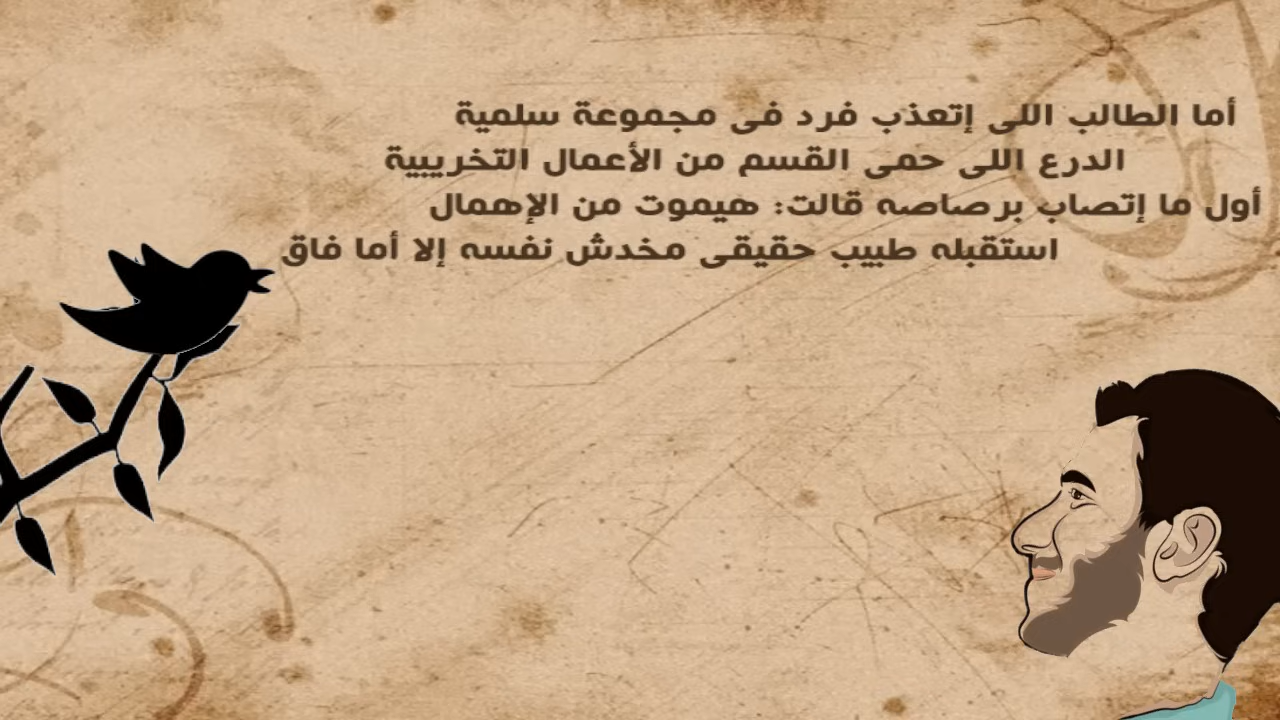 أما الطالب اللى إتعذب فرد فى مجموعة سلمية
الدرع اللى حمى القسم من الأعمال التخريبية
أول ما إتصاب برصاصه قالت: هيموت من الإهمال
استقبله طبيب حقيقى مخدش نفسه إلا أما فاق